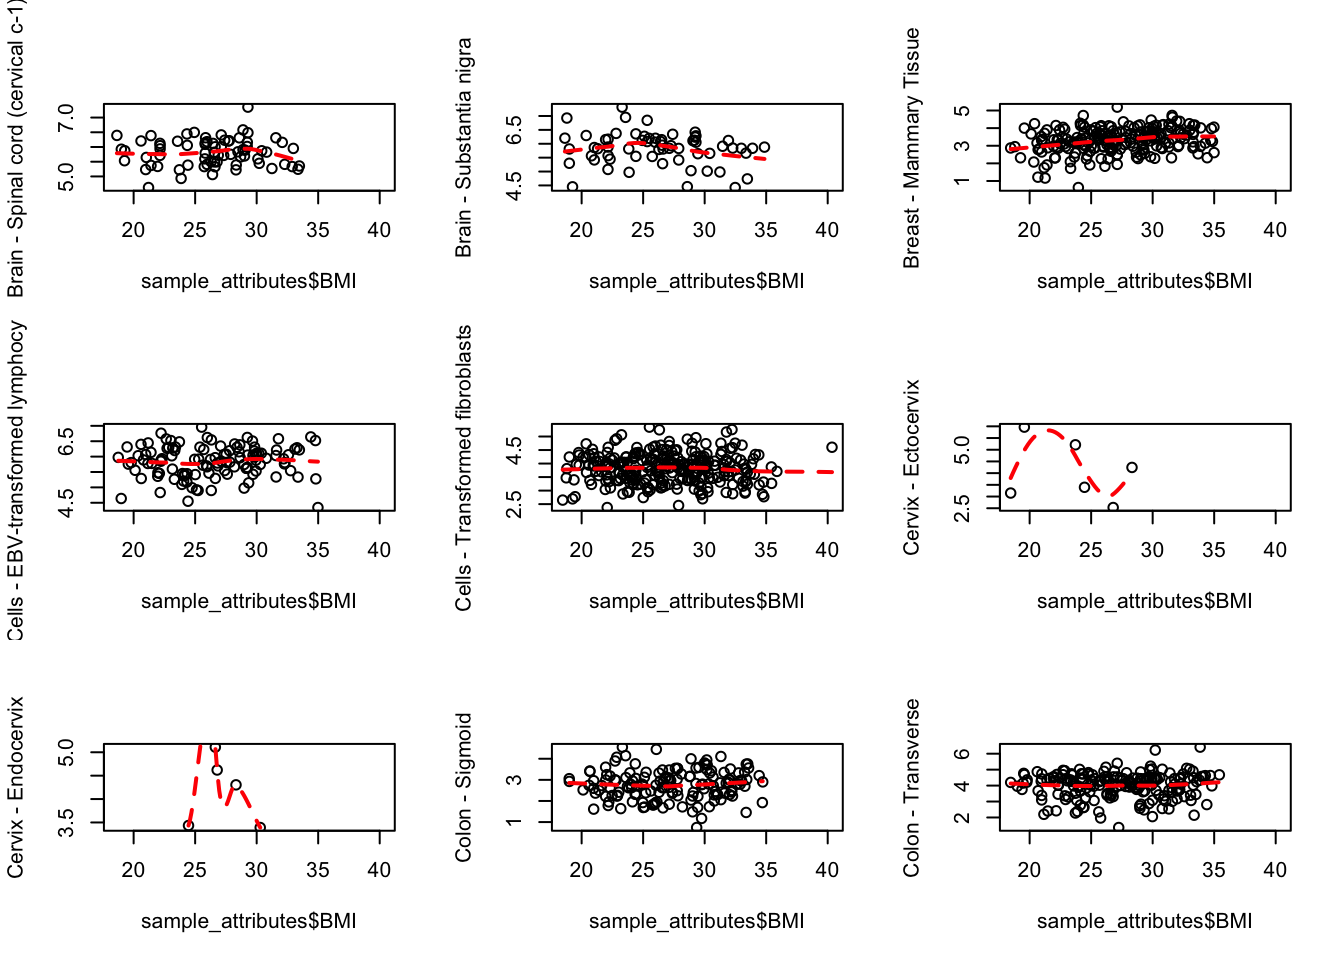 Brain - Spinal cord (cervical c-1)
7.0
5.0
20 25 30 35 40
sample_attributes$BMI
Brain - Substantia nigra
6.5
4.5
20 25 30 35 40
sample_attributes$BMI
Breast - Mammary Tissue
5
3
1
20 25 30 35 40
sample_attributes$BMI
Cells - EBV-transformed lymphocy
6.5
4.5
20 25 30 35 40
sample_attributes$BMI
Cells - Transformed fibroblasts
4.5
2.5
20 25 30 35 40
sample_attributes$BMI
Cervix - Ectocervix
5.0
2.5
20 25 30 35 40
sample_attributes$BMI
Cervix - Endocervix
5.0
3.5
20 25 30 35 40
sample_attributes$BMI
Colon - Sigmoid
3
1
20 25 30 35 40
sample_attributes$BMI
Colon - Transverse
6
4
2
20 25 30 35 40
sample_attributes$BMI